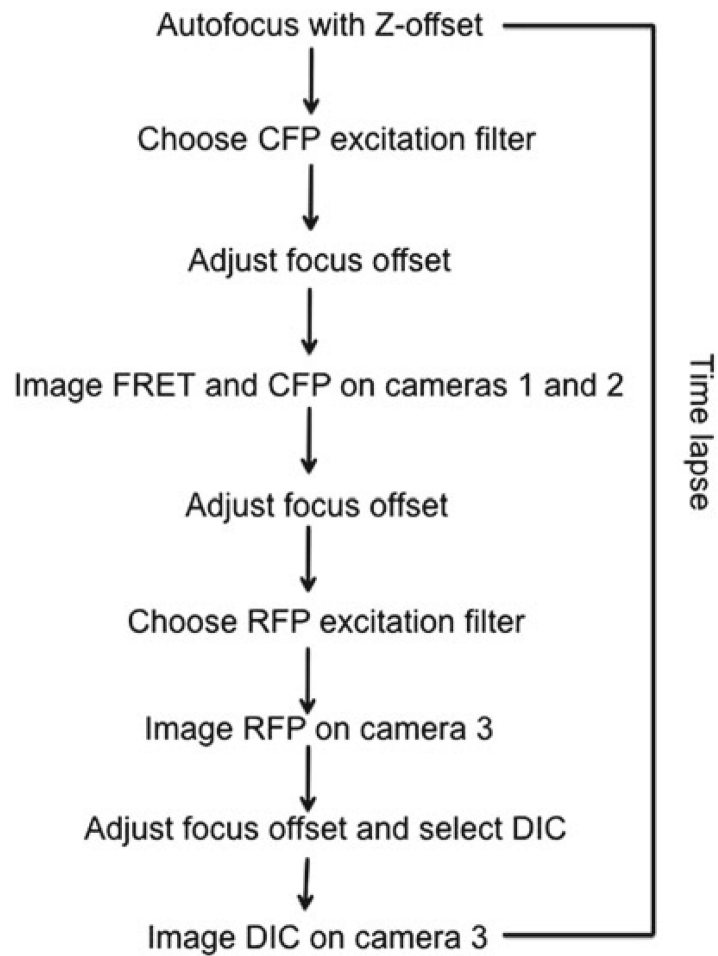 Autofocus with Z-offset
Choose CFP excitation filter
Adjust focus offset
Image FRET and CFP on cameras 1 and 2
Adjust focus offset
Choose RFP excitation filter
Image RFP on camera 3
Adjust focus offset and select DIC
Image DIC on camera 3
Time lapse